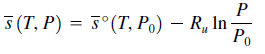 s̅ (T, P) = s̅°(T, P₀) − Rᵤ ln P/P₀